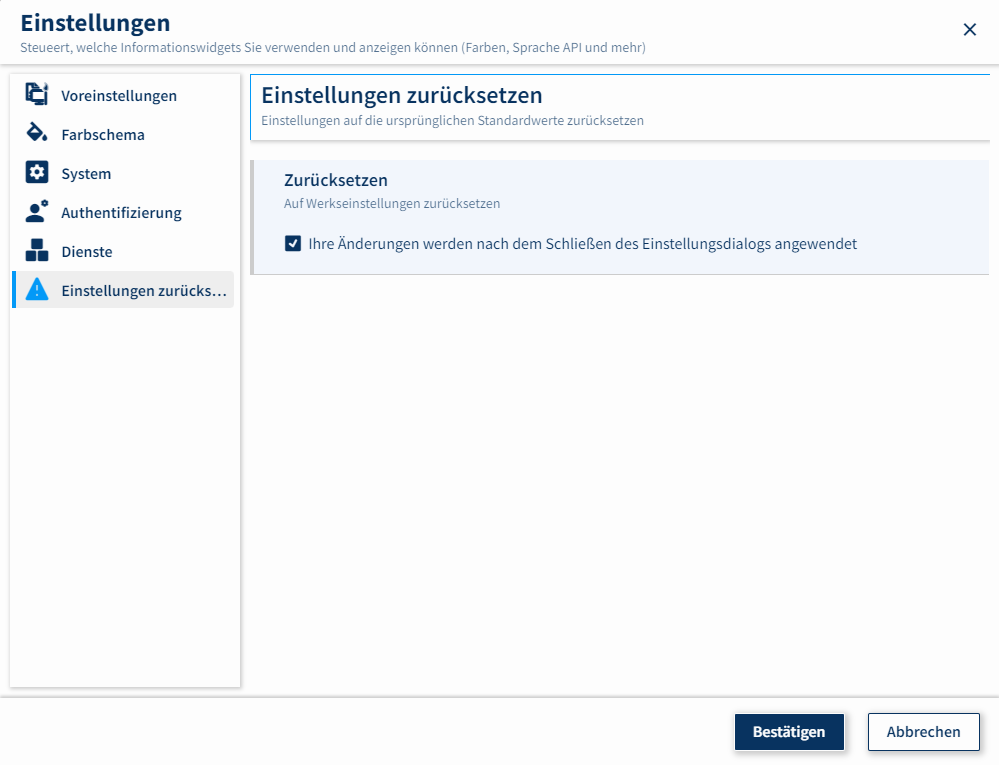 Einstellungen
Steueert, welche Informationswidgets Sie verwenden und anzeigen können (Farben, Sprache API und mehr)
Voreinstellungen
Farbschema
System
Authentifizierung
Dienste
Einstellungen zurücks...
Einstellungen zurücksetzen
Einstellungen auf die ursprünglichen Standardwerte zurücksetzen
Zurücksetzen
Auf Werkseinstellungen zurücksetzen
Ihre Änderungen werden nach dem Schließen des Einstellungsdialogs angewendet
Bestätigen
Abbrechen